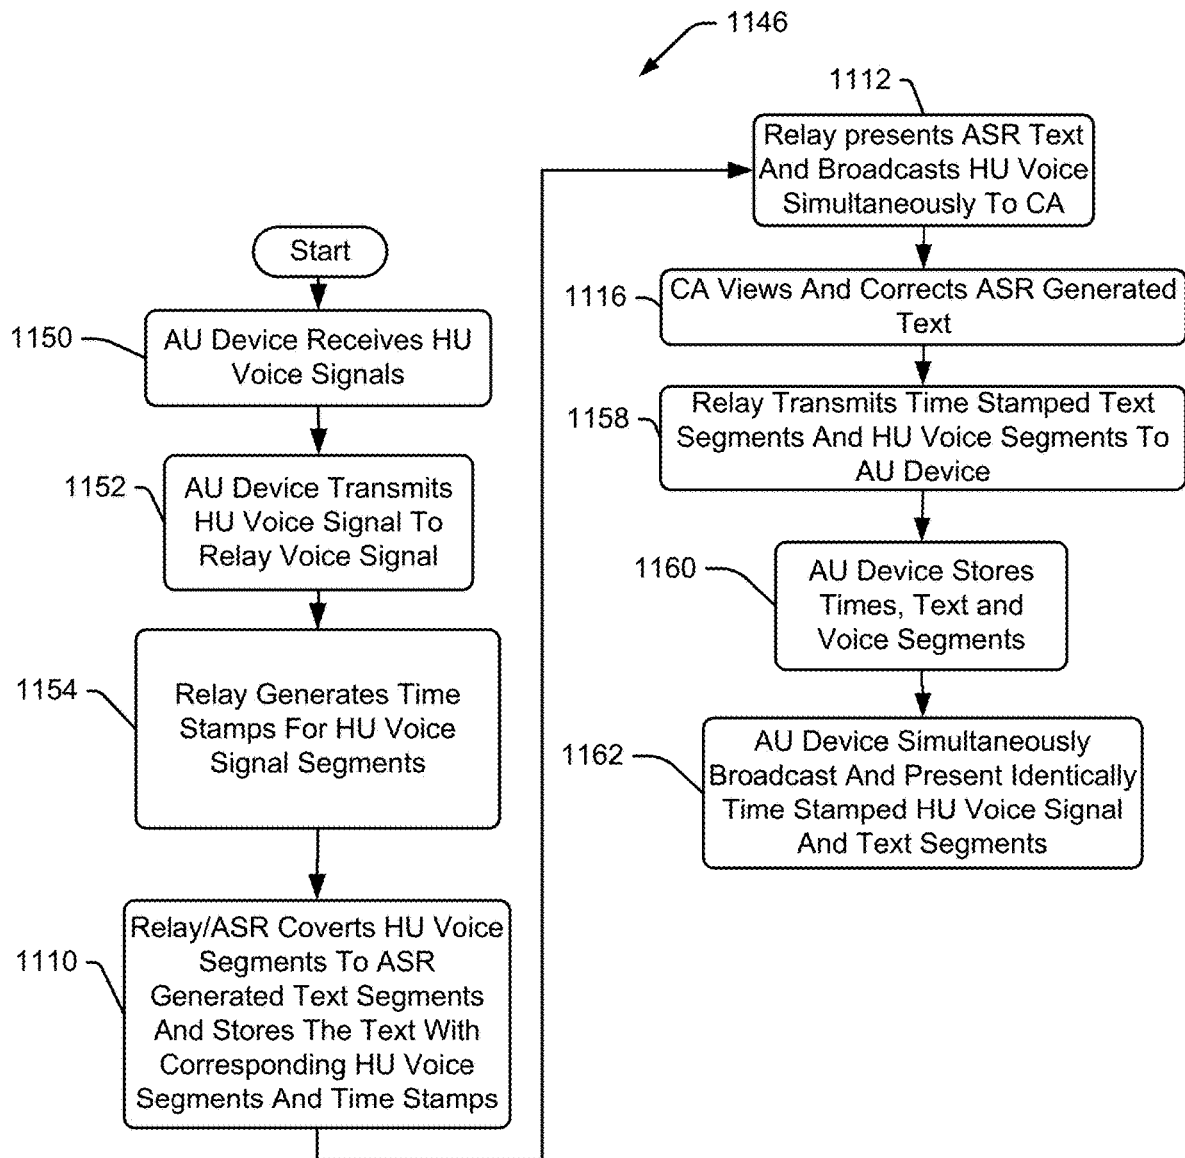 1146
Start
1150
AU Device Receives HU
Voice Signals
1152
AU Device Transmits
HU Voice Signal To
Relay Voice Signal
1154
Relay Generates Time
Stamps For HU Voice
Signal Segments
1110
Relay/ASR Coverts HU Voice
Segments To ASR
Generated Text Segments
And Stores The Text With
Corresponding HU Voice
Segments And Time Stamps
1112
Relay presents ASR Text
And Broadcasts HU Voice
Simultaneously To CA
1116
CA Views And Corrects ASR Generated
Text
1158
Relay Transmits Time Stamped Text
Segments And HU Voice Segments To
AU Device
1160
AU Device Stores
Times, Text and
Voice Segments
1162
AU Device Simultaneously
Broadcast And Present Identically
Time Stamped HU Voice Signal
And Text Segments